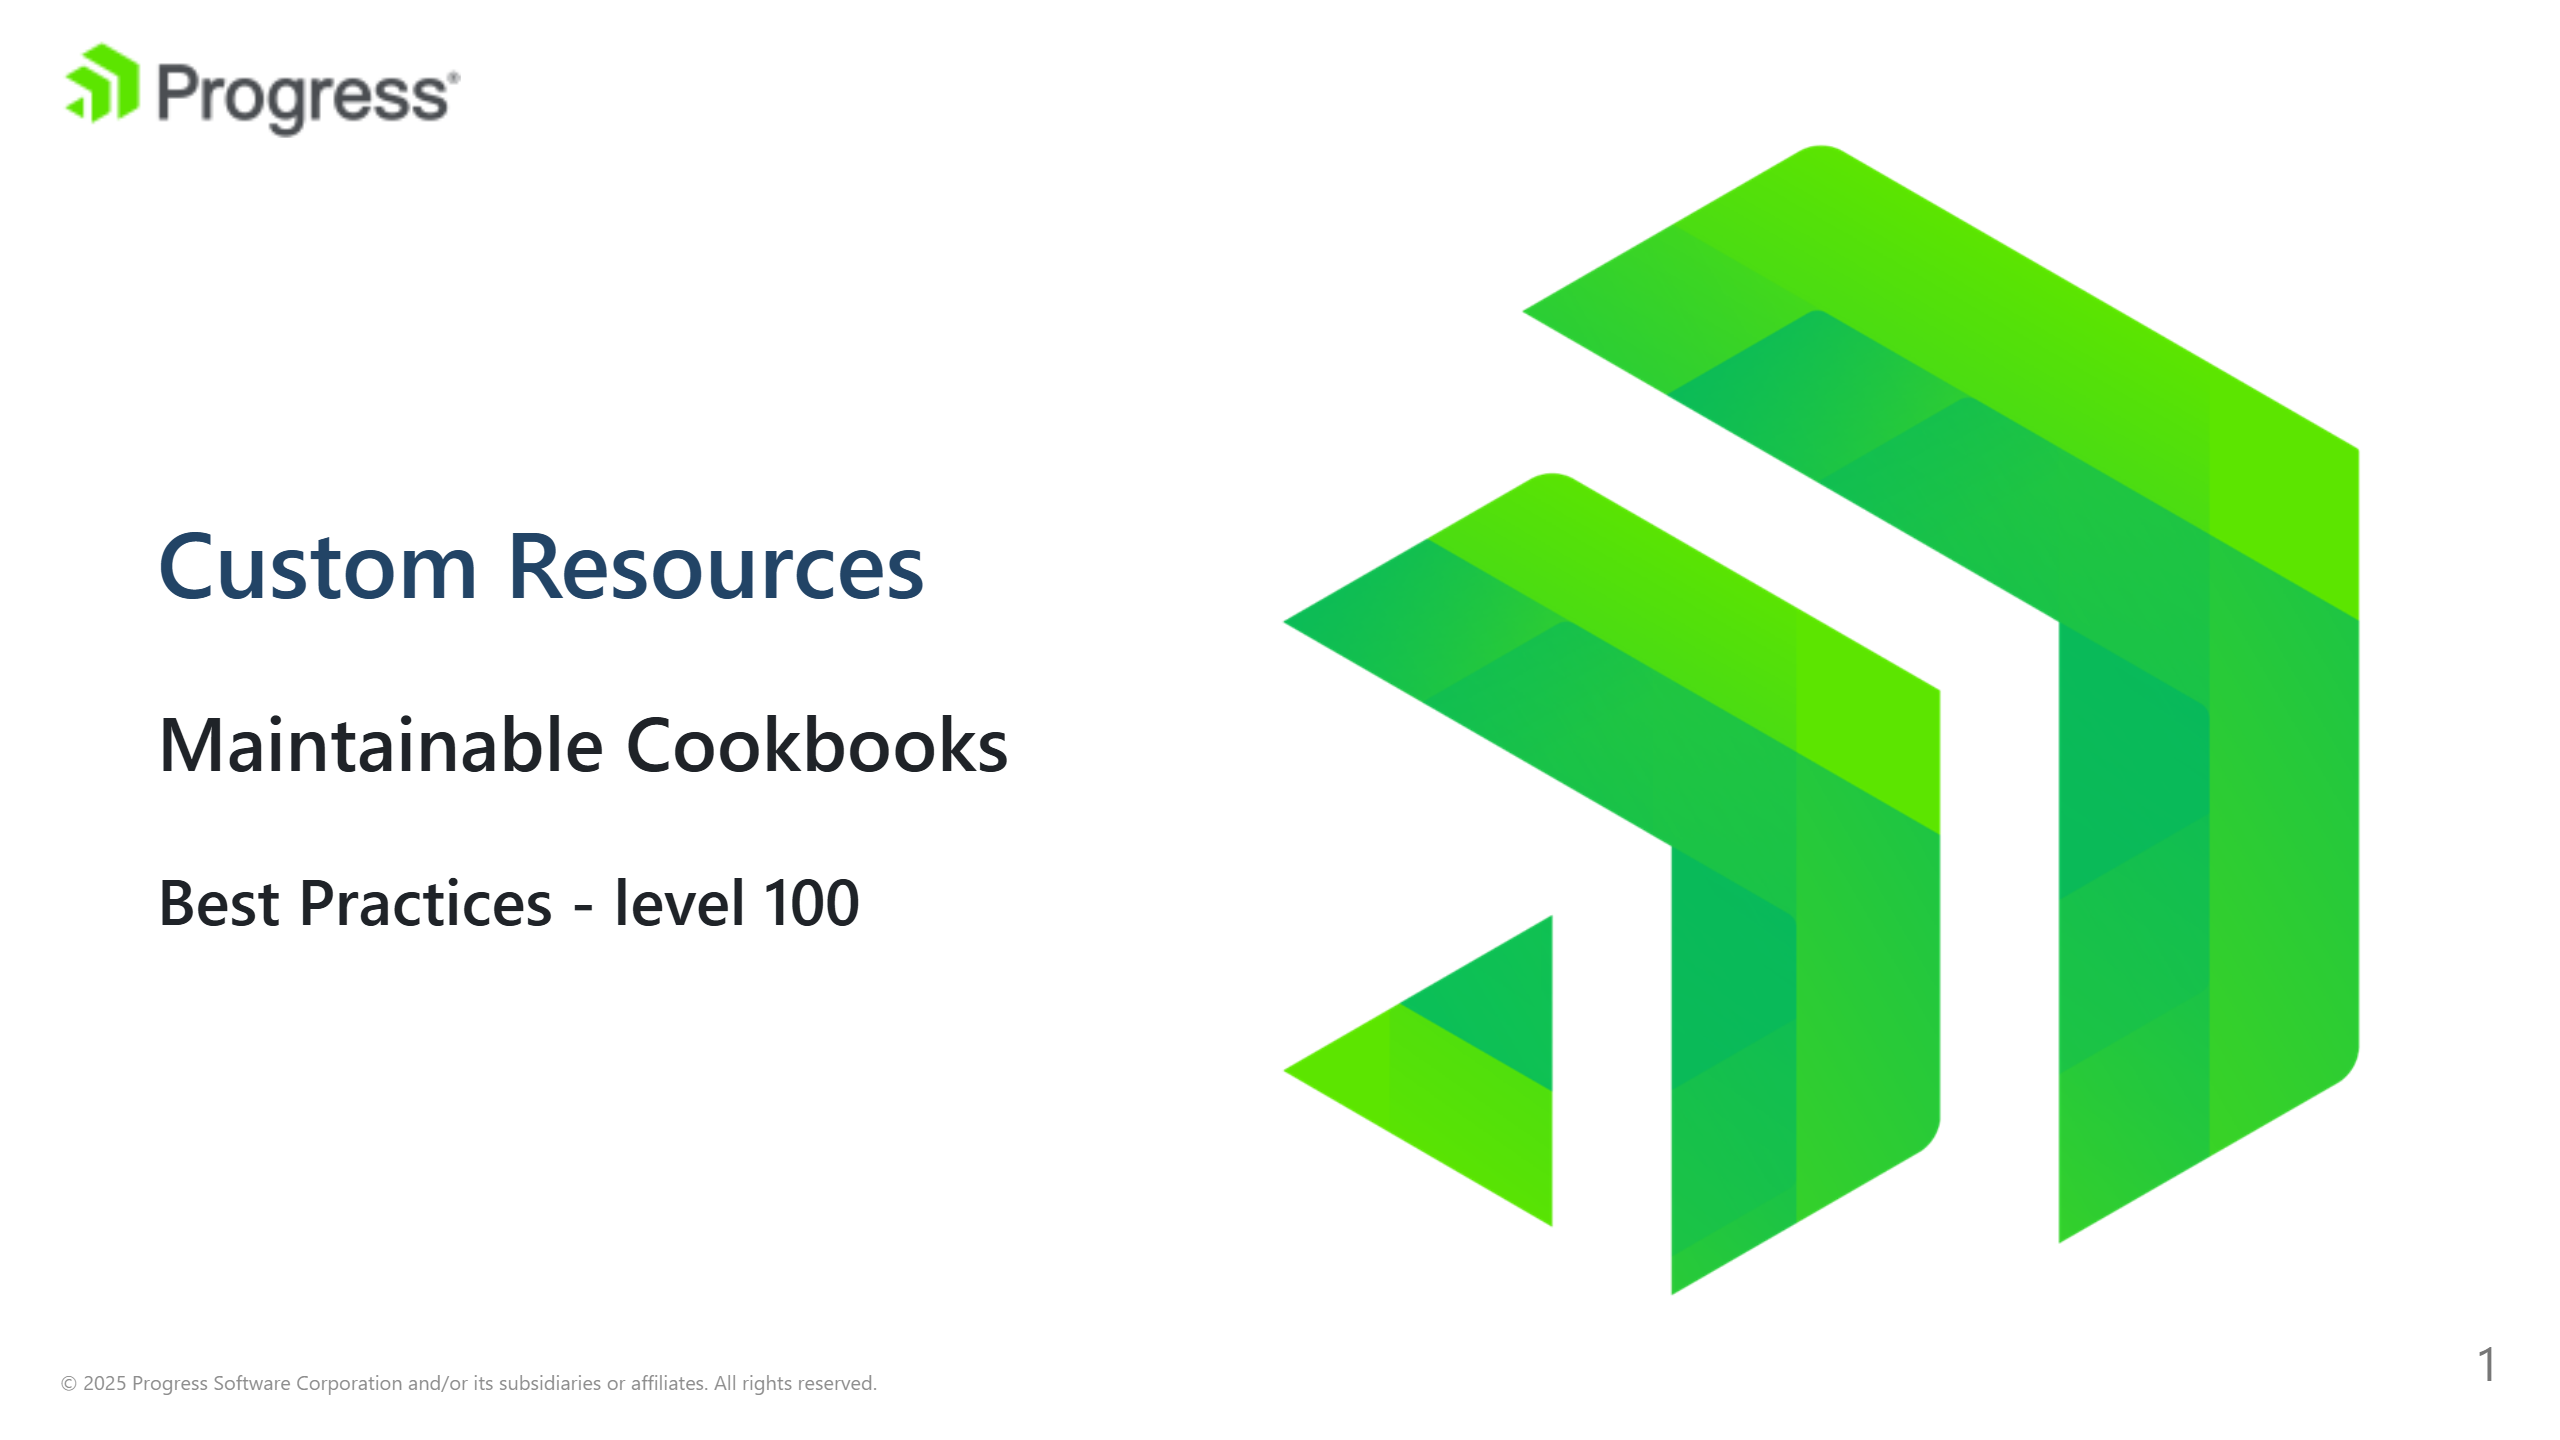 Progress®
Custom Resources
Maintainable Cookbooks
Best Practices - level 100
© 2025 Progress Software Corporation and/or its subsidiaries or affiliates. All rights reserved.
1